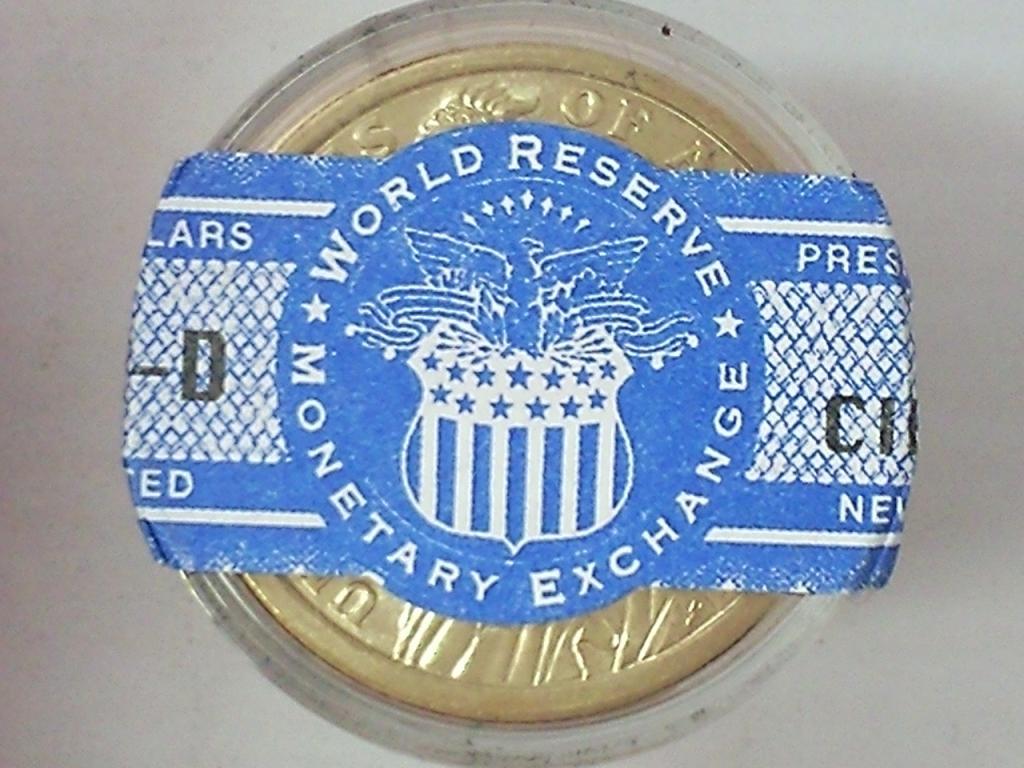 S OF A
WORLD RESERVE
LARS
PRES
★ MONETARY EXCHANGE ★
-D
CI
ED
NEW